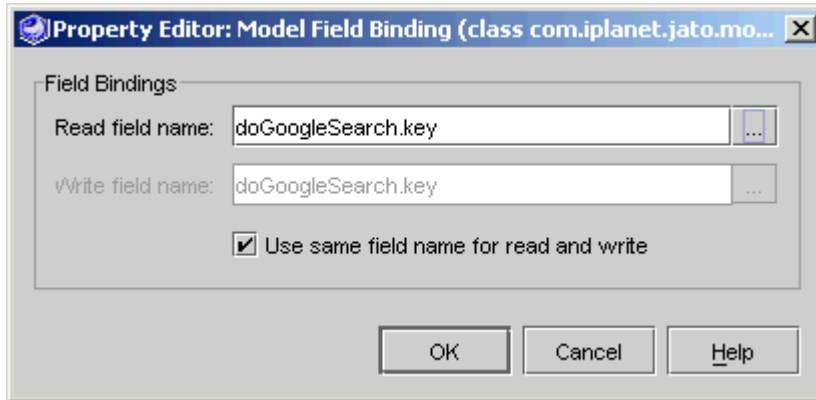 Property Editor: Model Field Binding (class com.iplanet.jato.mo...
Field Bindings
Read field name: doGoogleSearch.key ...
Write field name: doGoogleSearch.key ...
Use same field name for read and write
OK Cancel Help